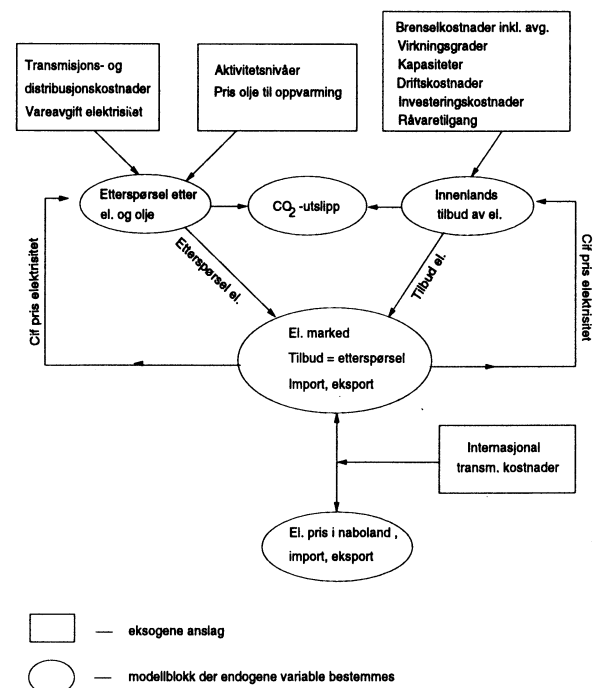 Transmisjons- og
distribusjonskostnader
Vareavgift elektrisitet
Aktivitetsnivåer
Pris olje til oppvarming
Brenselkostnader inkl. avg.
Virkningsgrader
Kapasiteter
Driftskostnader
Investeringskostnader
Råvaretilgang
Etterspørsel etter
el. og olje
CO2 -utslipp
Innenlands
tilbud av el.
Cif pris elektrisitet
Etterspørsel el.
Tilbud el.
Cif pris elektrisitet
El. marked
Tilbud = etterspørsel
Import, eksport
Internasjonal
transm. kostnader
El. pris i naboland ,
import, eksport
— eksogene anslag
— modellblokk der endogene variable bestemmes